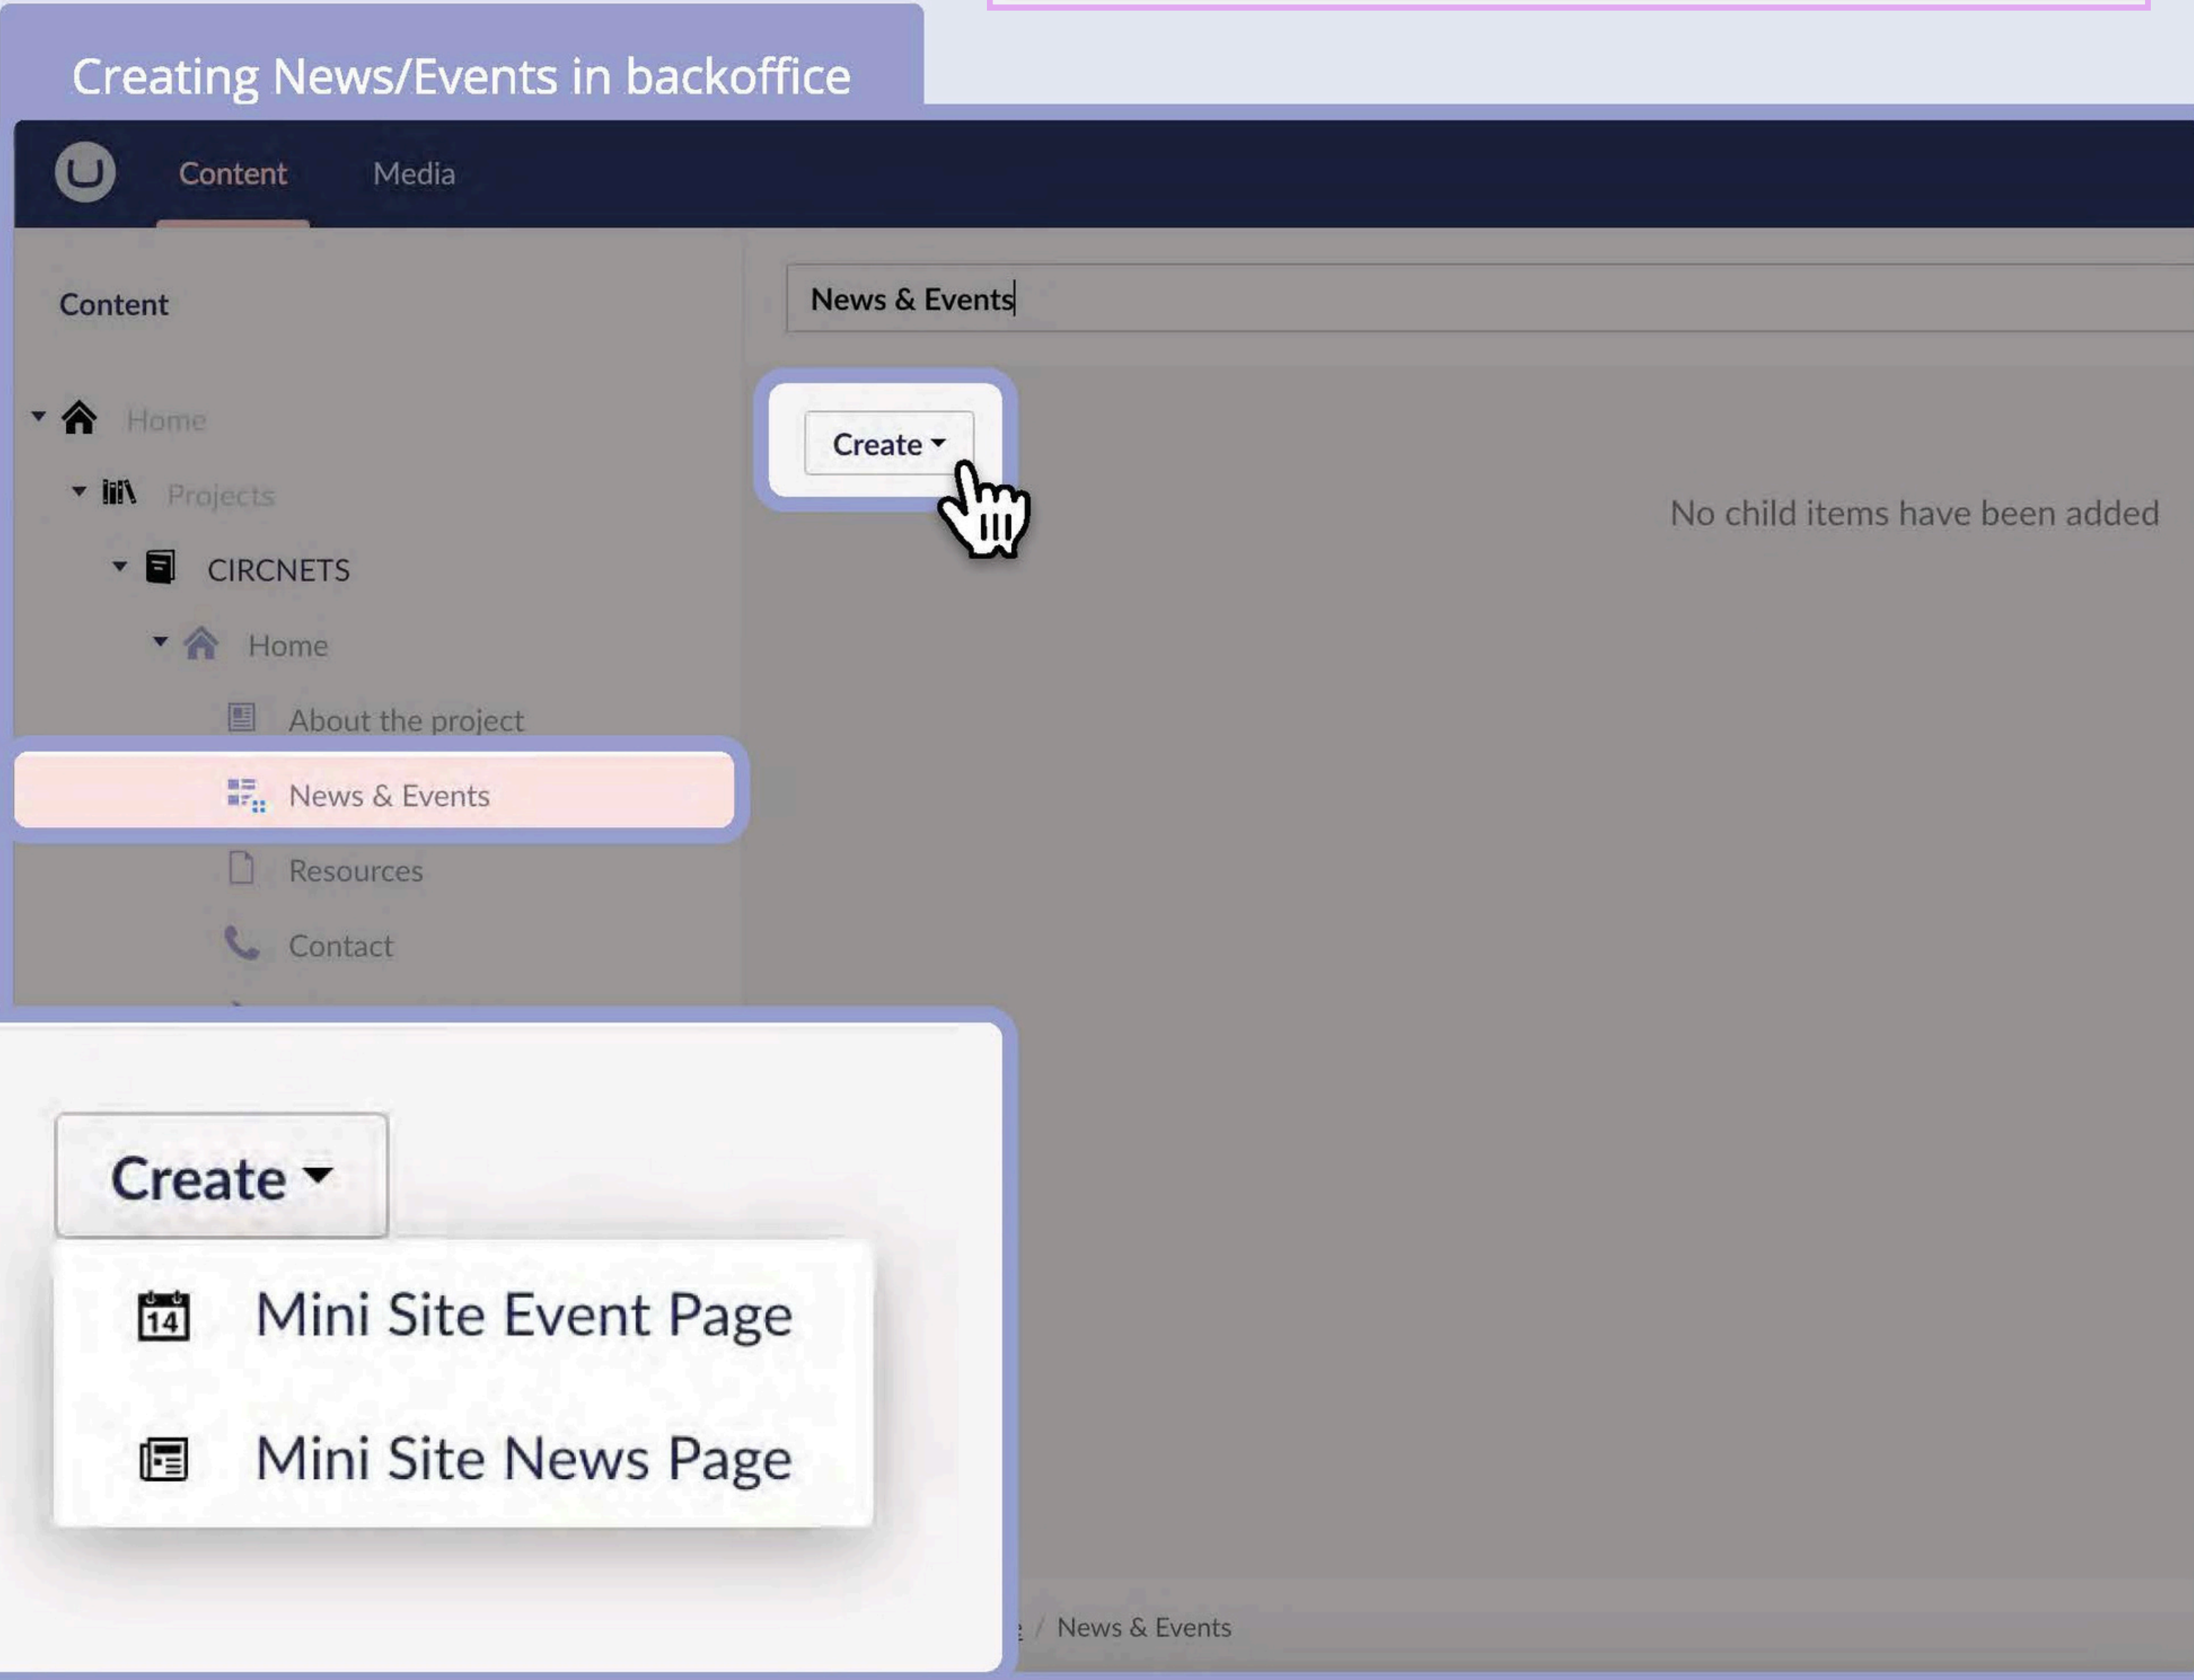 Creating News/Events in backoffice
Content Media
Content
News & Events
Home
Create
Projects
No child items have been added
CIRCNETS
Home
About the project
News & Events
Resources
Contact
Create
14 Mini Site Event Page
Mini Site News Page
/ News & Events